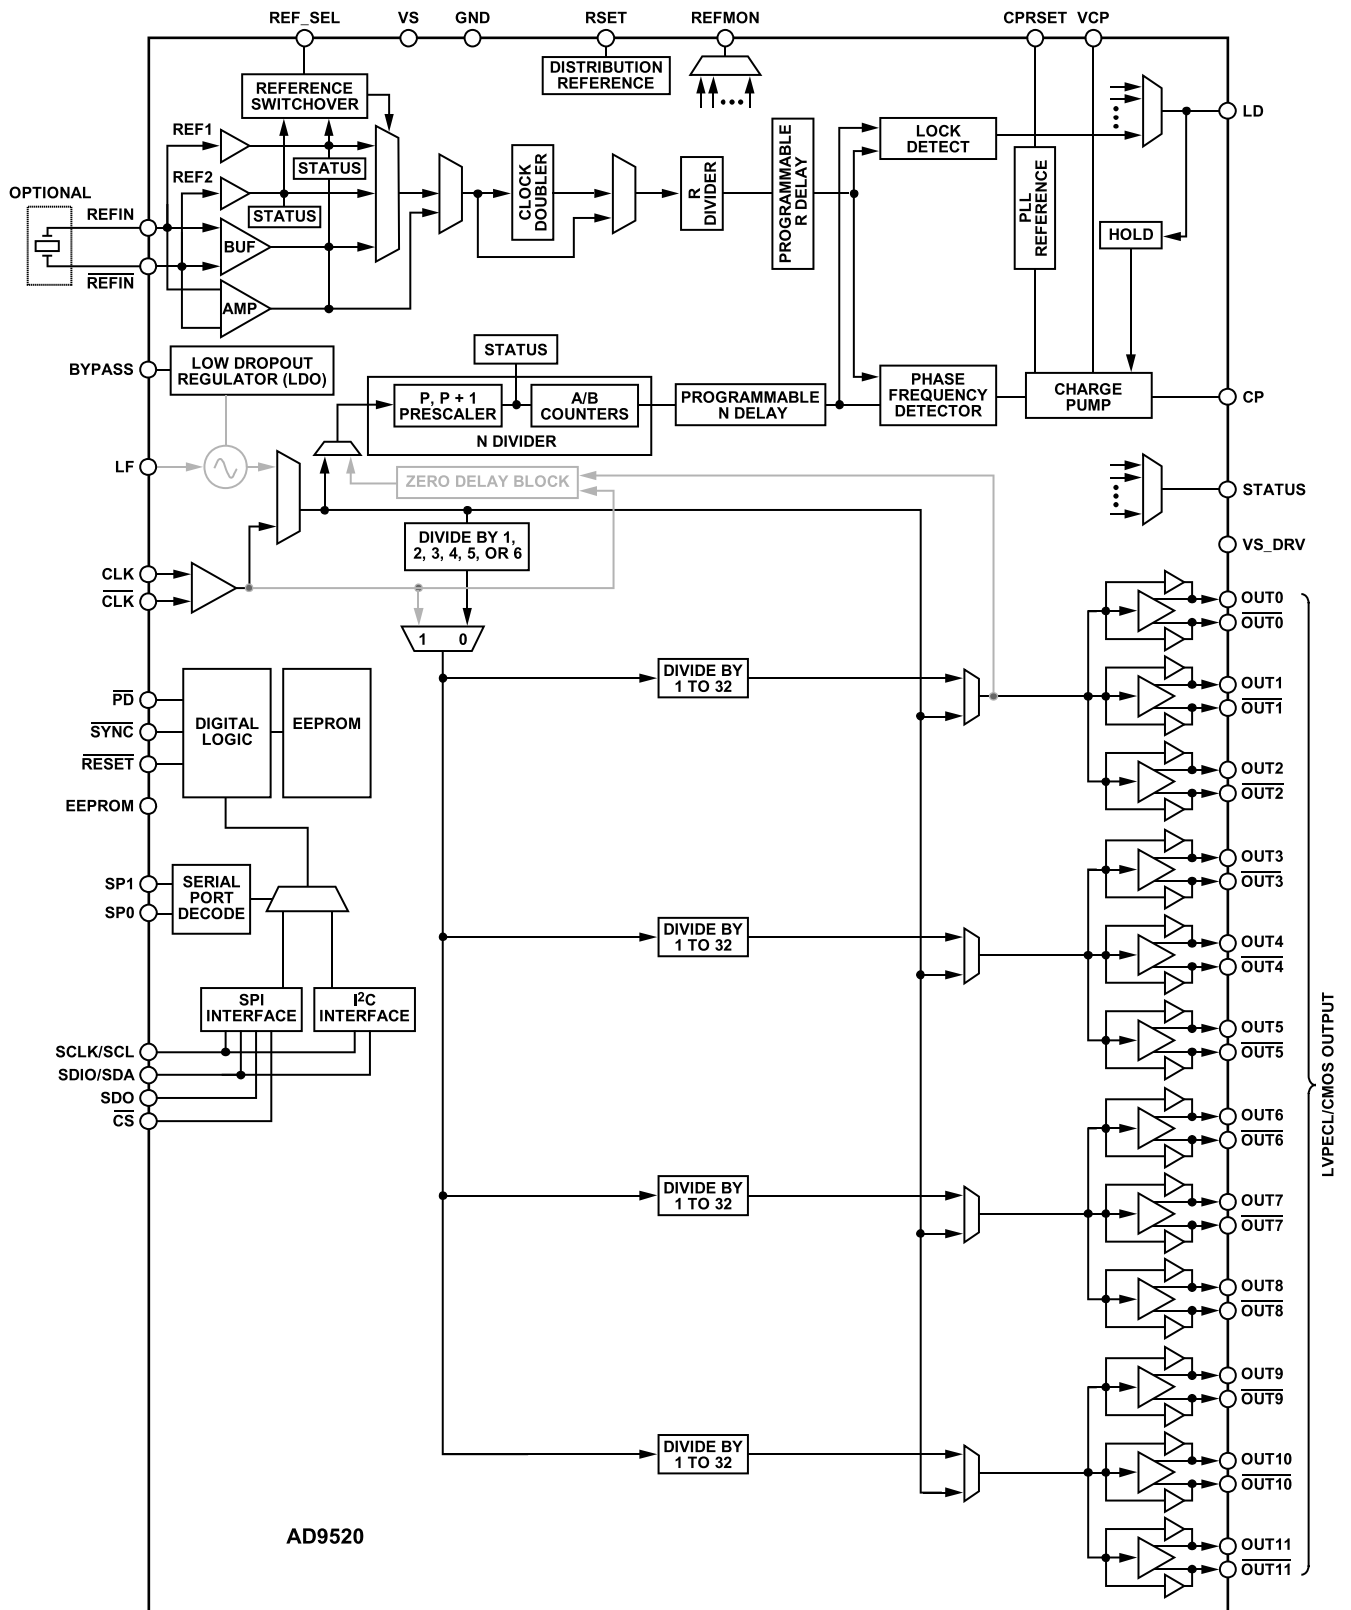 REF_SEL
VS
GND
RSET
REFMON
CPRSET
VCP
DISTRIBUTION
REFERENCE
REFERENCE
SWITCHOVER
LD
REF1
STATUS
REF2
STATUS
OPTIONAL
REFIN
REFIN
BUF
AMP
CLOCK
DOUBLER
R
DIVIDER
PROGRAMMABLE
R DELAY
LOCK
DETECT
PLL
REFERENCE
HOLD
BYPASS
LOW DROPOUT
REGULATOR (LDO)
STATUS
P, P + 1
PRESCALER
A/B
COUNTERS
N DIVIDER
PROGRAMMABLE
N DELAY
PHASE
FREQUENCY
DETECTOR
CHARGE
PUMP
CP
LF
ZERO DELAY BLOCK
STATUS
DIVIDE BY 1,
2, 3, 4, 5, OR 6
VS_DRV
CLK
CLK
1 0
OUT0
OUT0
DIVIDE BY
1 TO 32
OUT1
OUT1
PD
SYNC
RESET
DIGITAL
LOGIC
EEPROM
OUT2
OUT2
EEPROM
SP1
SP0
SERIAL
PORT
DECODE
OUT3
OUT3
DIVIDE BY
1 TO 32
OUT4
OUT4
SPI
INTERFACE
I2C
INTERFACE
OUT5
OUT5
SCLK/SCL
SDIO/SDA
SDO
CS
LVPECL/CMOS OUTPUT
OUT6
OUT6
DIVIDE BY
1 TO 32
OUT7
OUT7
OUT8
OUT8
OUT9
OUT9
DIVIDE BY
1 TO 32
OUT10
OUT10
AD9520
OUT11
OUT11